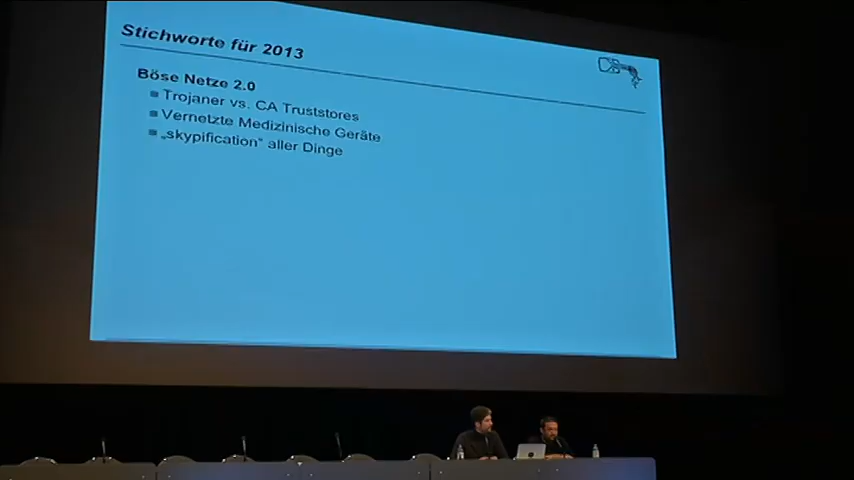 Stichworte für 2013
Böse Netze 2.0
Trojaner vs. CA Truststores
Vernetzte Medizinische Geräte
„skypification“ aller Dinge